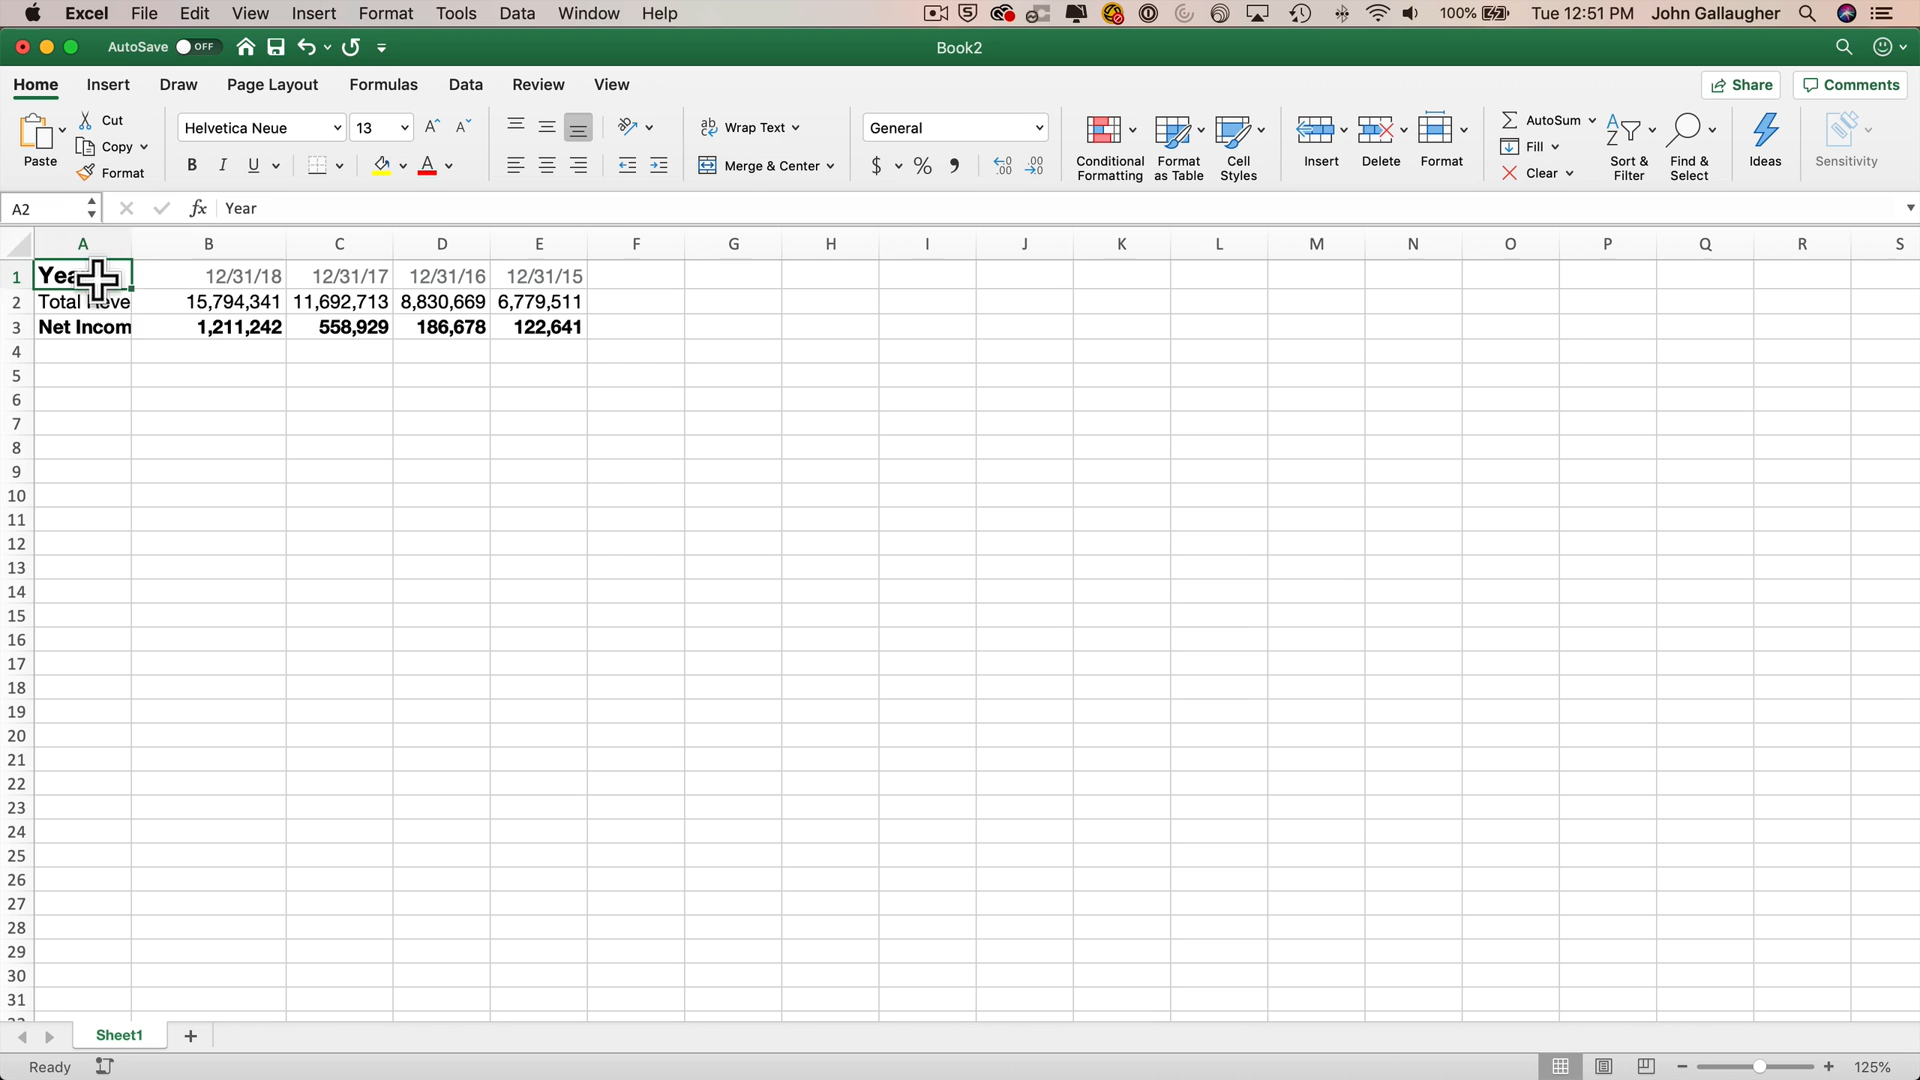 Excel File Edit View Insert Format Tools Data Window Help 100% Tue 12:51 PM John Gallaugher
AutoSave OFF Book2
Home Insert Draw Page Layout Formulas Data Review View Share Comments
Paste Cut Copy Format
Helvetica Neue 13
B I U A
Wrap Text
Merge & Center
General
$ %
Conditional Formatting
Format as Table
Cell Styles
Insert Delete Format
AutoSum
Fill
Clear
Sort & Filter
Find & Select
Ideas
Sensitivity
A2 fx Year
A B C D E F G H I J K L M N O P Q R S
1 12/31/18 12/31/17 12/31/16 12/31/15
2 Total 15,794,341 11,692,713 8,830,669 6,779,511
3 Net Incom 1,211,242 558,929 186,678 122,641
4
5
6
7
8
9
10
11
12
13
14
15
16
17
18
19
20
21
22
23
24
25
26
27
28
29
30
31
Sheet1 +
Ready 125%